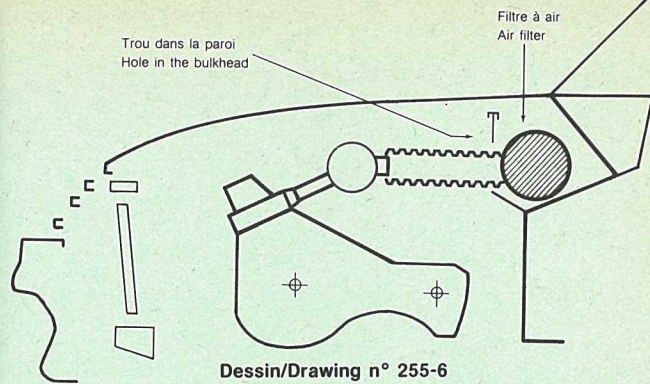 Filtre à air
Air filter
Trou dans la paroi
Hole in the bulkhead
Dessin/Drawing n° 255-6